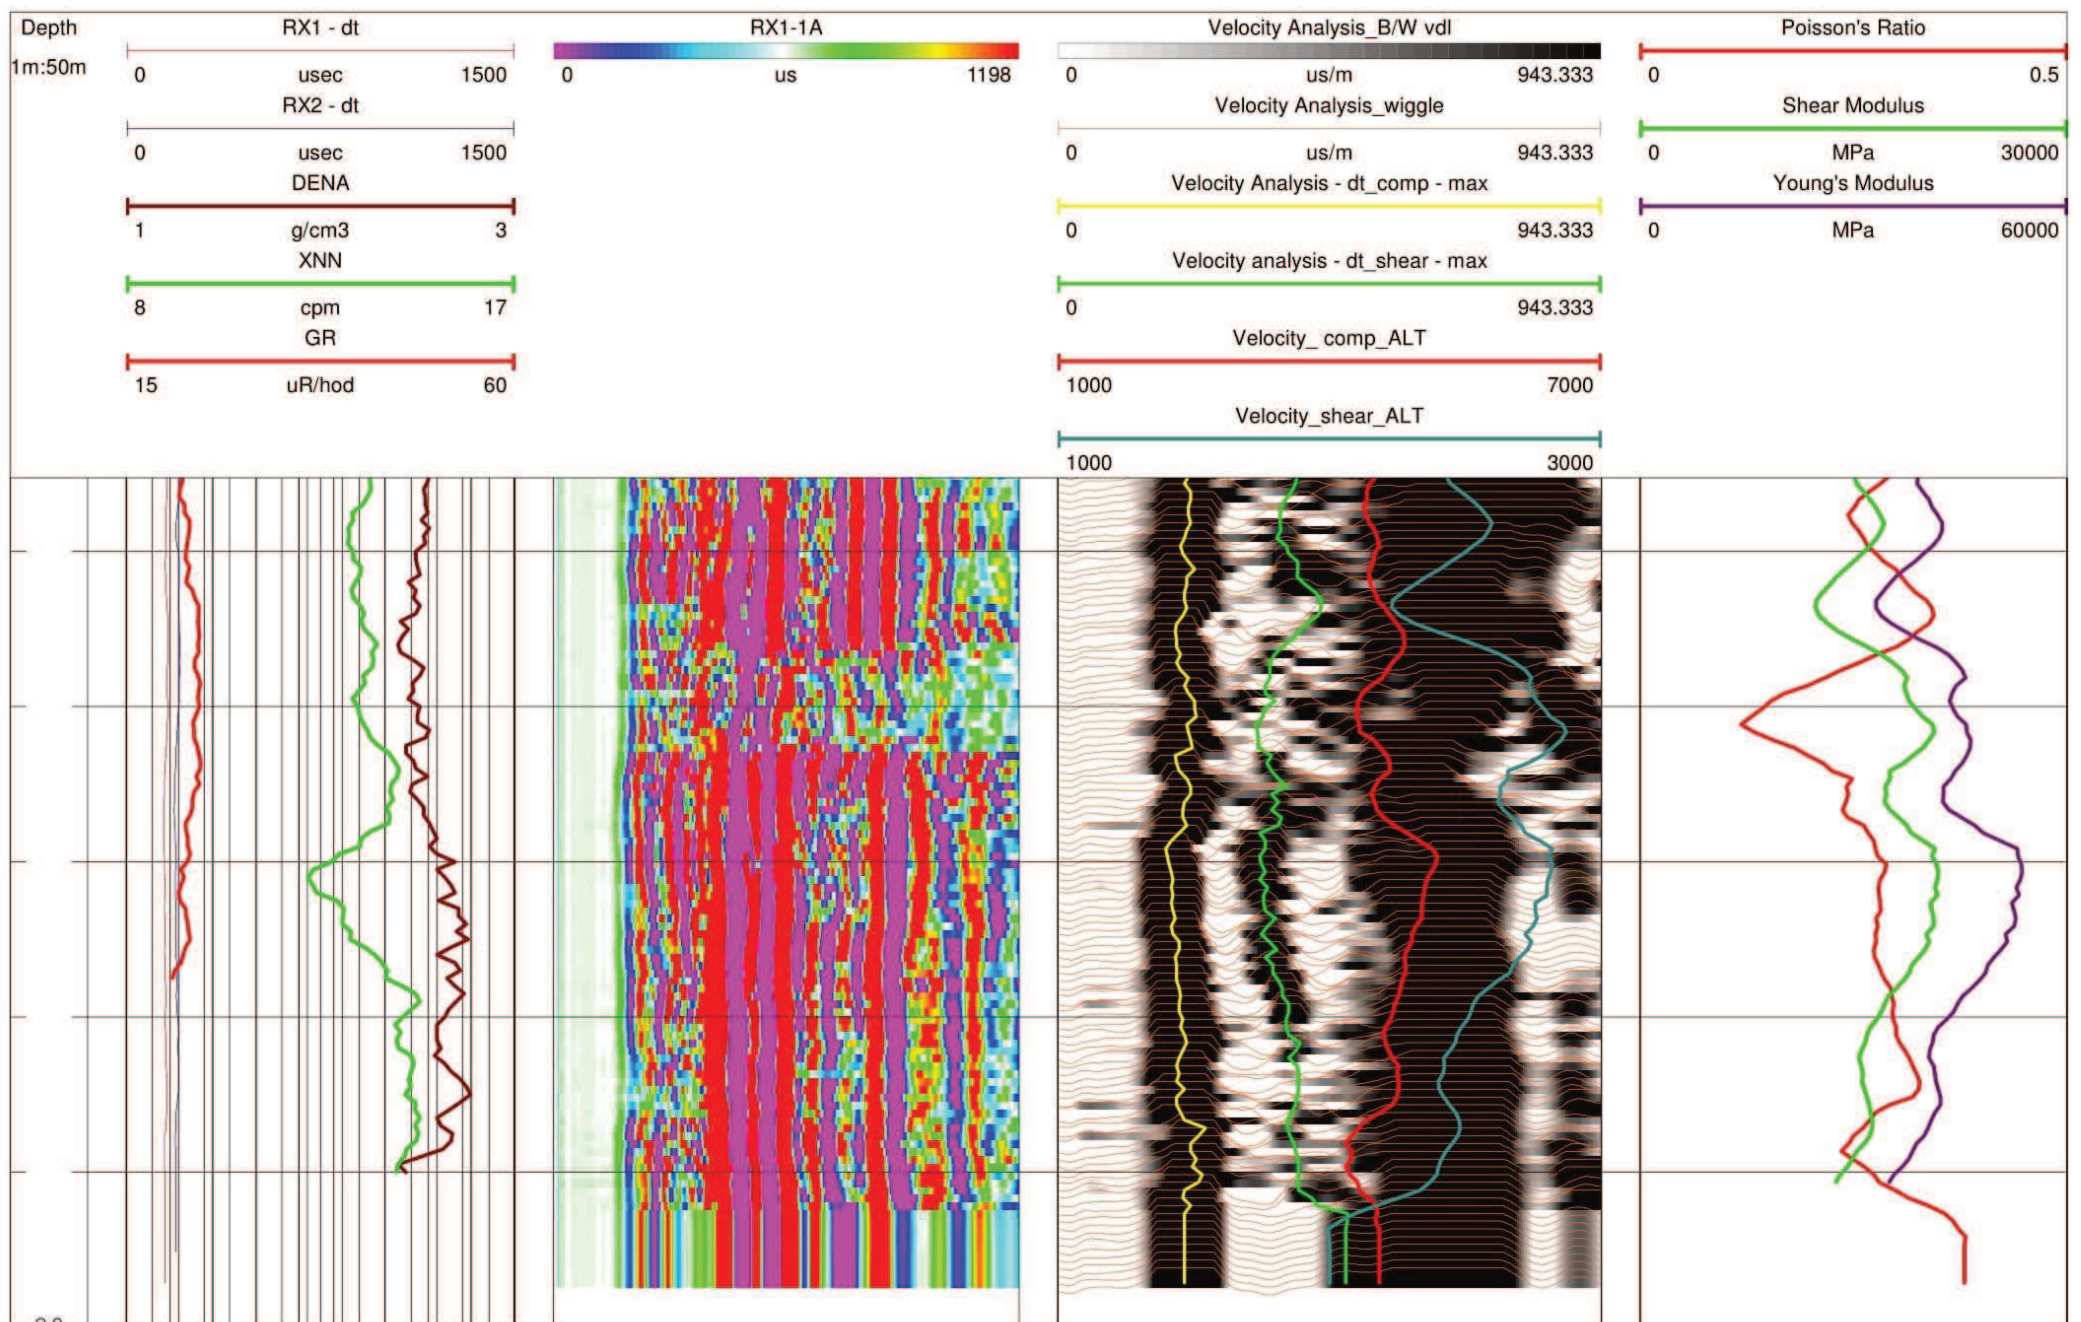 Depth RX1 - dt RX1-1A Velocity Analysis_B/W vdl Poisson's Ratio
1m:50m 0 usec 1500 0 us 1198 0 us/m 943.333 0 0.5
RX2 - dt Velocity Analysis_wiggle Shear Modulus
0 usec 1500 0 us/m 943.333 0 MPa 30000
DENA Velocity Analysis - dt_comp - max Young's Modulus
1 g/cm3 3 0 943.333 0 MPa 60000
XNN Velocity analysis - dt_shear - max
8 cpm 17 0 943.333
GR Velocity_ comp_ALT
15 uR/hod 60 1000 7000
Velocity_shear_ALT
1000 3000